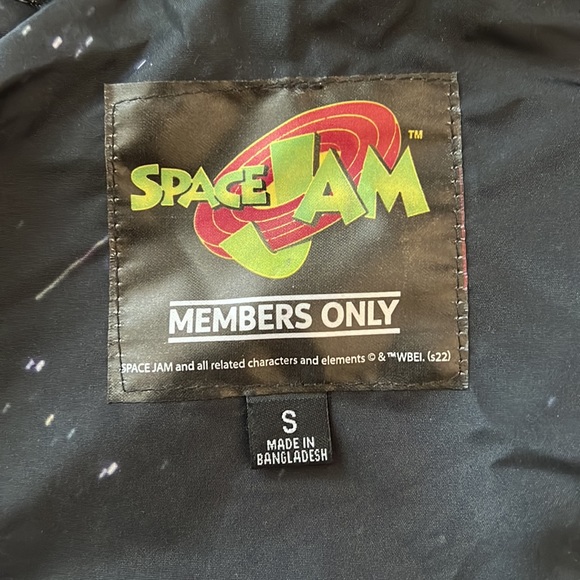 SPACE JAM™
MEMBERS ONLY
SPACE JAM and all related characters and elements © & ™WBEI. (s22)
S
MADE IN
BANGLADESH